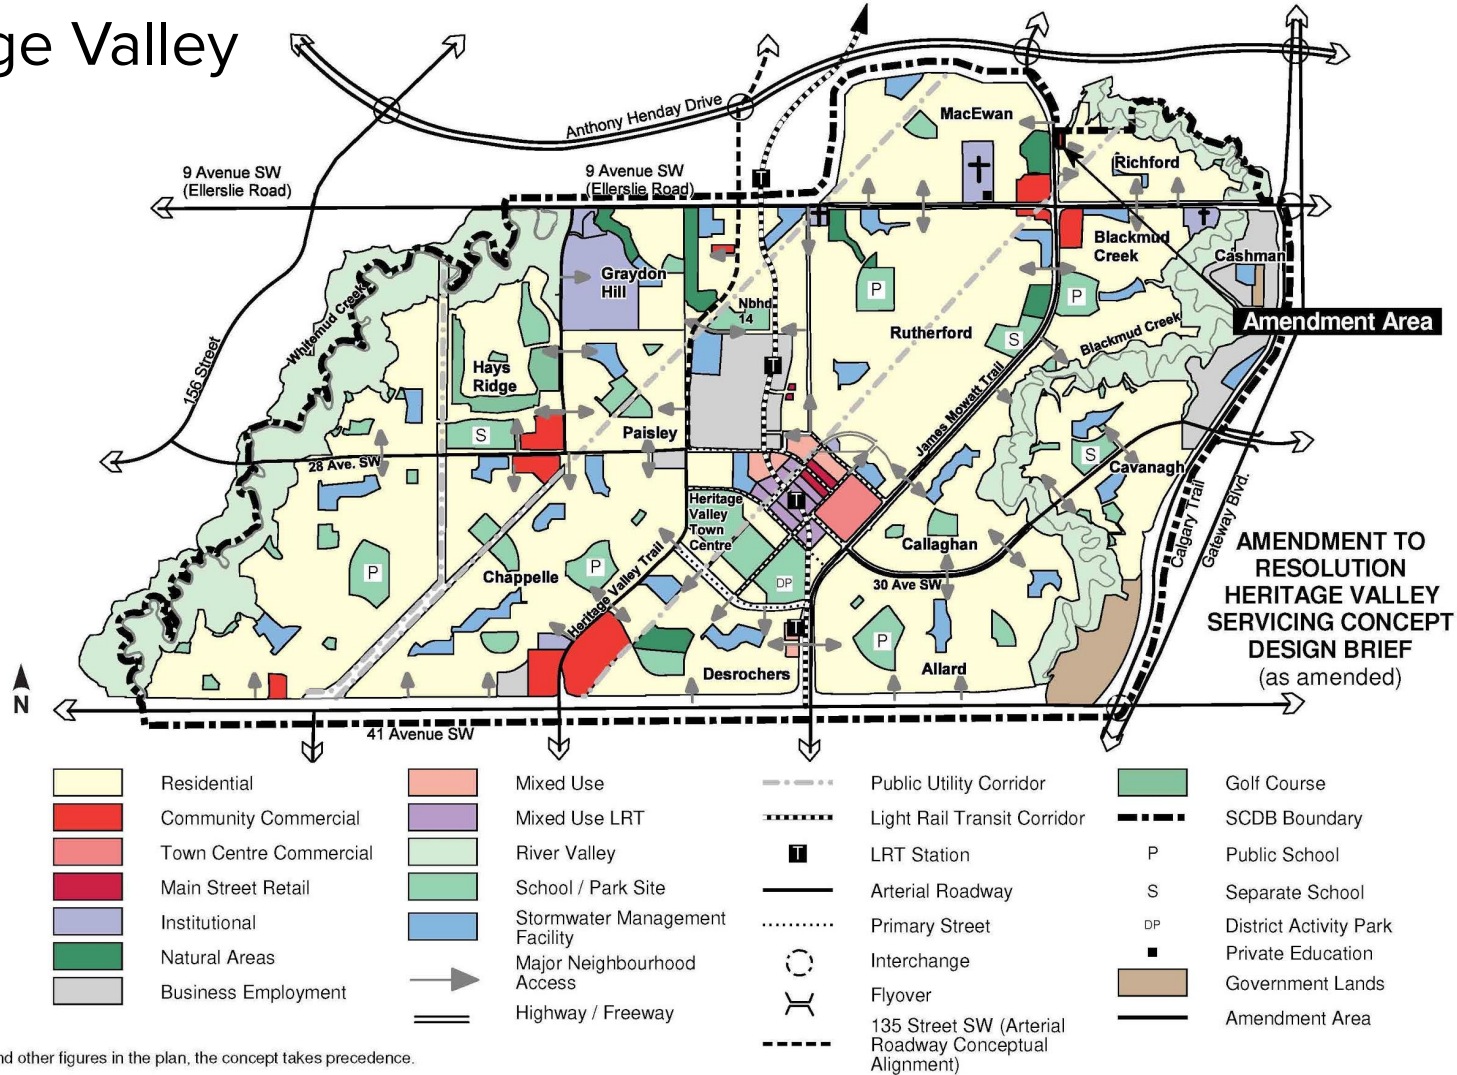 ge Valley
Anthony Henday Drive
9 Avenue SW
(Ellerslie Road)
9 Avenue SW
(Ellerslie Road)
MacEwan
Richford
Blackmud
Creek
Cashman
Amendment Area
Graydon
Hill
Nbhd
14
P
P
Rutherford
S
Blackmud Creek
Whitemud Creek
156 Street
Hays
Ridge
James Mowatt Trail
S
Paisley
28 Ave. SW
S
Cavanagh
T
T
T
T
Heritage
Valley
Town
Centre
Calgary Trail
Gateway Blvd.
Callaghan
30 Ave SW
P
Chappelle
P
Heritage Valley Trail
DP
P
Desrochers
Allard
41 Avenue SW
N
AMENDMENT TO
RESOLUTION
HERITAGE VALLEY
SERVICING CONCEPT
DESIGN BRIEF
(as amended)
Residential
Community Commercial
Town Centre Commercial
Main Street Retail
Institutional
Natural Areas
Business Employment
Mixed Use
Mixed Use LRT
River Valley
School / Park Site
Stormwater Management
Facility
Major Neighbourhood
Access
Highway / Freeway
Public Utility Corridor
Light Rail Transit Corridor
T
LRT Station
Arterial Roadway
Primary Street
Interchange
Flyover
135 Street SW (Arterial
Roadway Conceptual
Alignment)
Golf Course
SCDB Boundary
P
Public School
S
Separate School
DP
District Activity Park
Private Education
Government Lands
Amendment Area
nd other figures in the plan, the concept takes precedence.